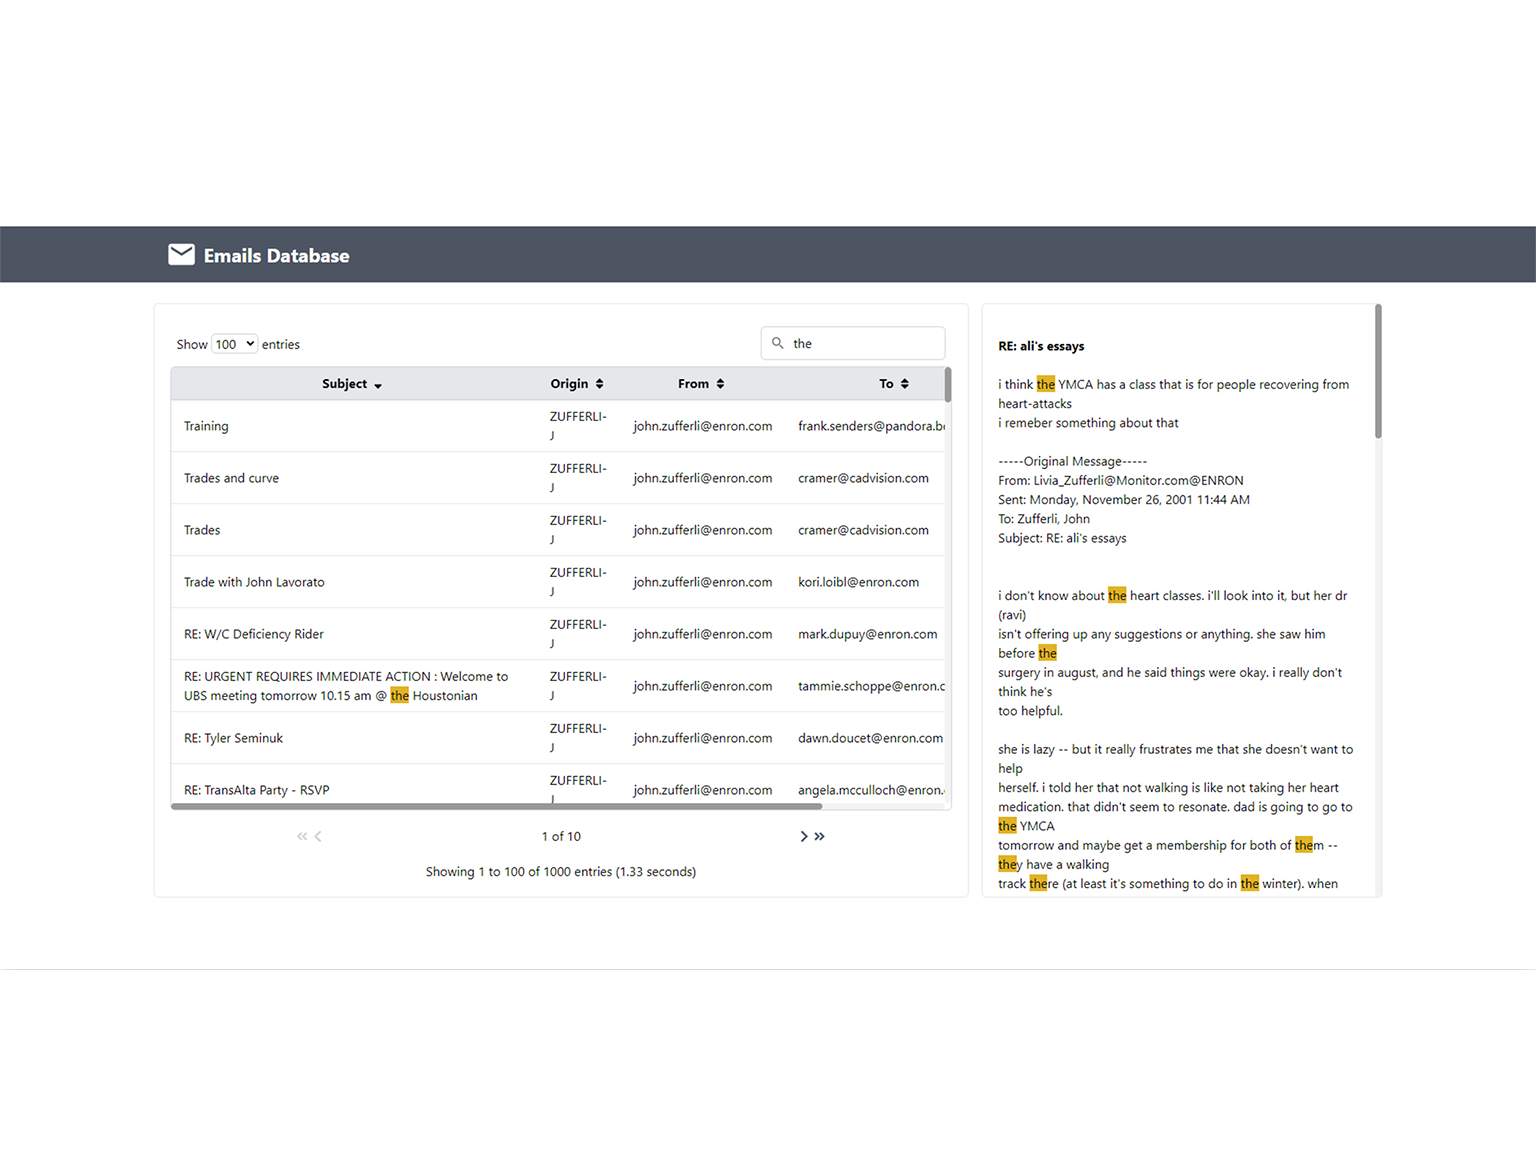 Emails Database
Show 100 entries
the
Subject Origin From To
Training ZUFFERLI-J john.zufferli@enron.com frank.senders@pandora.b
Trades and curve ZUFFERLI-J john.zufferli@enron.com cramer@cadvision.com
Trades ZUFFERLI-J john.zufferli@enron.com cramer@cadvision.com
Trade with John Lavorato ZUFFERLI-J john.zufferli@enron.com kori.loibl@enron.com
RE: W/C Deficiency Rider ZUFFERLI-J john.zufferli@enron.com mark.dupuy@enron.com
RE: URGENT REQUIRES IMMEDIATE ACTION : Welcome to
UBS meeting tomorrow 10.15 am @ the Houstonian ZUFFERLI-J john.zufferli@enron.com tammie.schoppe@enron.c
RE: Tyler Seminuk ZUFFERLI-J john.zufferli@enron.com dawn.doucet@enron.com
RE: TransAlta Party - RSVP ZUFFERLI-J john.zufferli@enron.com angela.mcculloch@enron.
1 of 10
Showing 1 to 100 of 1000 entries (1.33 seconds)
RE: ali's essays
i think the YMCA has a class that is for people recovering from
heart-attacks
i remeber something about that
-----Original Message-----
From: Livia_Zufferli@Monitor.com@ENRON
Sent: Monday, November 26, 2001 11:44 AM
To: Zufferli, John
Subject: RE: ali's essays
i don't know about the heart classes. i'll look into it, but her dr
(ravi)
isn't offering up any suggestions or anything. she saw him
before the
surgery in august, and he said things were okay. i really don't
think he's
too helpful.
she is lazy -- but it really frustrates me that she doesn't want to
help
herself. i told her that not walking is like not taking her heart
medication. that didn't seem to resonate. dad is going to go to
the YMCA
tomorrow and maybe get a membership for both of them --
they have a walking
track there (at least it's something to do in the winter). when